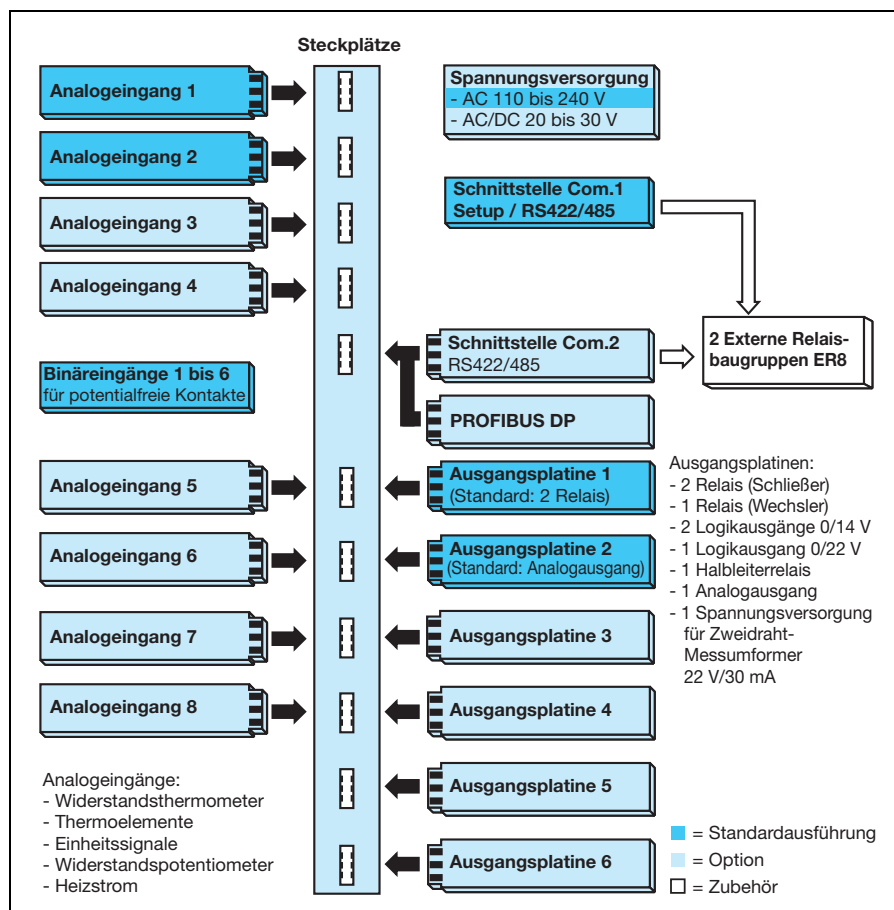 Steckplätze
Analogeingang 1
Analogeingang 2
Analogeingang 3
Analogeingang 4
Binäreingänge 1 bis 6
für potentialfreie Kontakte
Analogeingang 5
Analogeingang 6
Analogeingang 7
Analogeingang 8
Analogeingänge:
- Widerstandsthermometer
- Thermoelemente
- Einheitssignale
- Widerstandspotentiometer
- Heizstrom
Spannungsversorgung
- AC 110 bis 240 V
- AC/DC 20 bis 30 V
Schnittstelle Com.1
Setup / RS422/485
Schnittstelle Com.2
RS422/485
2 Externe Relais-
baugruppen ER8
PROFIBUS DP
Ausgangsplatine 1
(Standard: 2 Relais)
Ausgangsplatine 2
(Standard: Analogausgang)
Ausgangsplatine 3
Ausgangsplatine 4
Ausgangsplatine 5
Ausgangsplatine 6
Ausgangsplatinen:
- 2 Relais (Schließer)
- 1 Relais (Wechsler)
- 2 Logikausgänge 0/14 V
- 1 Logikausgang 0/22 V
- 1 Halbleiterrelais
- 1 Analogausgang
- 1 Spannungsversorgung
für Zweidraht-
Messumformer
22 V/30 mA
= Standardausführung
= Option
= Zubehör